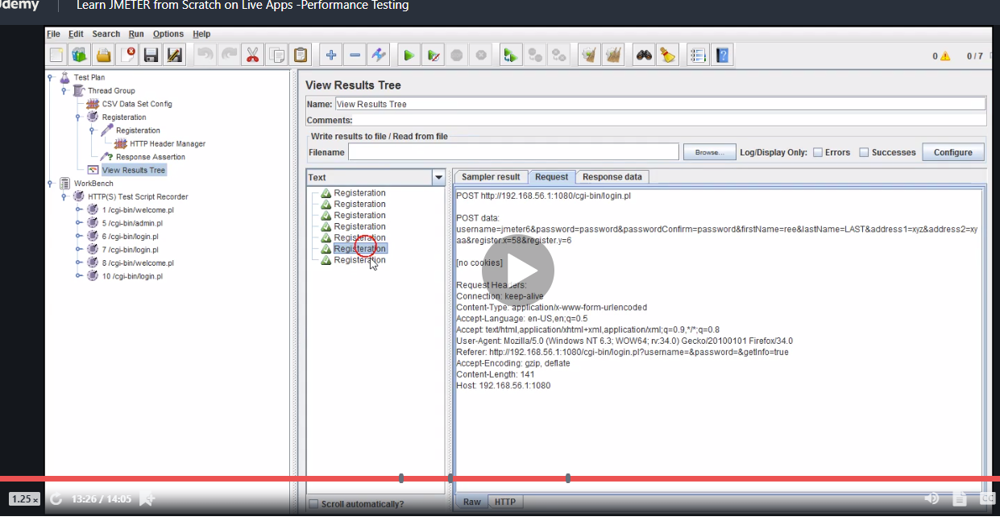 udemy
Learn JMETER from Scratch on Live Apps -Performance Testing
File Edit Search Run Options Help
0 0 / 7
Test Plan
Thread Group
CSV Data Set Config
Registeration
Registeration
HTTP Header Manager
Response Assertion
View Results Tree
WorkBench
HTTP(S) Test Script Recorder
1 /cgi-bin/welcome.pl
5 /cgi-bin/admin.pl
6 /cgi-bin/login.pl
7 /cgi-bin/login.pl
8 /cgi-bin/welcome.pl
10 /cgi-bin/login.pl
View Results Tree
Name: View Results Tree
Comments:
Write results to file / Read from file
Filename Browse... Log/Display Only: Errors Successes Configure
Text
Registeration
Registeration
Registeration
Registeration
Registeration
Registeration
Registeration
Scroll automatically?
Sampler result Request Response data
POST http://192.168.56.1:1080/cgi-bin/login.pl
POST data:
username=jmeter6&password=password&passwordConfirm=password&firstName=ree&lastName=LAST&address1=xyz&address2=xy
aa&register.x=58&register.y=6
[no cookies]
Request Headers:
Connection: keep-alive
Content-Type: application/x-www-form-urlencoded
Accept-Language: en-US,en;q=0.5
Accept: text/html,application/xhtml+xml,application/xml;q=0.9,*/*;q=0.8
User-Agent: Mozilla/5.0 (Windows NT 6.3; WOW64; rv:34.0) Gecko/20100101 Firefox/34.0
Referer: http://192.168.56.1:1080/cgi-bin/login.pl?username=&password=&getInfo=true
Accept-Encoding: gzip, deflate
Content-Length: 141
Host: 192.168.56.1:1080
Raw HTTP
1.25 x 13:26 / 14:05 CC